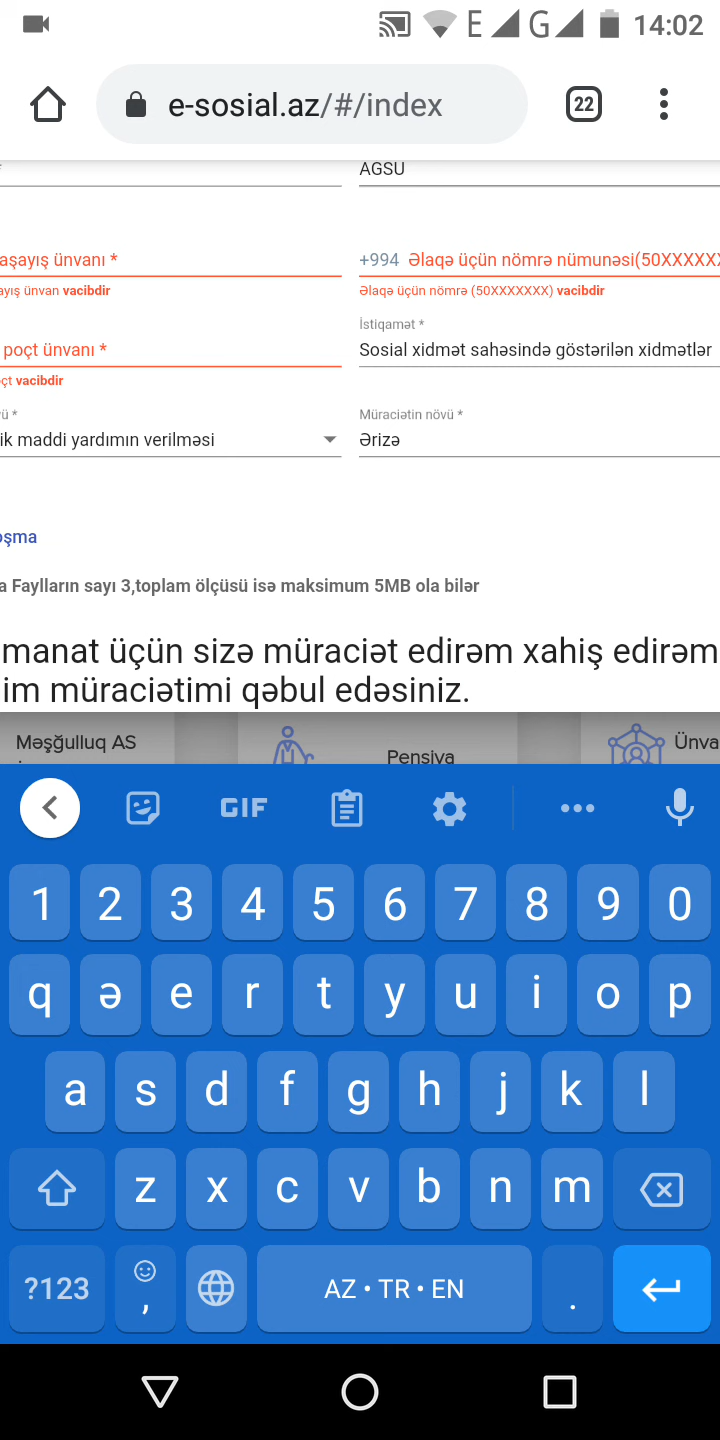 E G 14:02
e-sosial.az/#/index 22
AGSU
aşayış ünvanı * +994 Əlaqə üçün nömrə nümunəsi(50XXXXXX
ayış ünvan vacibdir Əlaqə üçün nömrə (50XXXXXXX) vacibdir
İstiqamət *
poçt ünvanı * Sosial xidmət sahəsində göstərilən xidmətlər
çt vacibdir
vü * Müraciətin növü *
ik maddi yardımın verilməsi Ərizə
oşma
a Faylların sayı 3,toplam ölçüsü isə maksimum 5MB ola bilər
manat üçün sizə müraciət edirəm xahiş edirəm
im müraciətimi qəbul edəsiniz.
Məşğulluq AS Pensiya Ünva
GIF
1 2 3 4 5 6 7 8 9 0
q ə e r t y u i o p
a s d f g h j k l
z x c v b n m
?123 , AZ • TR • EN .